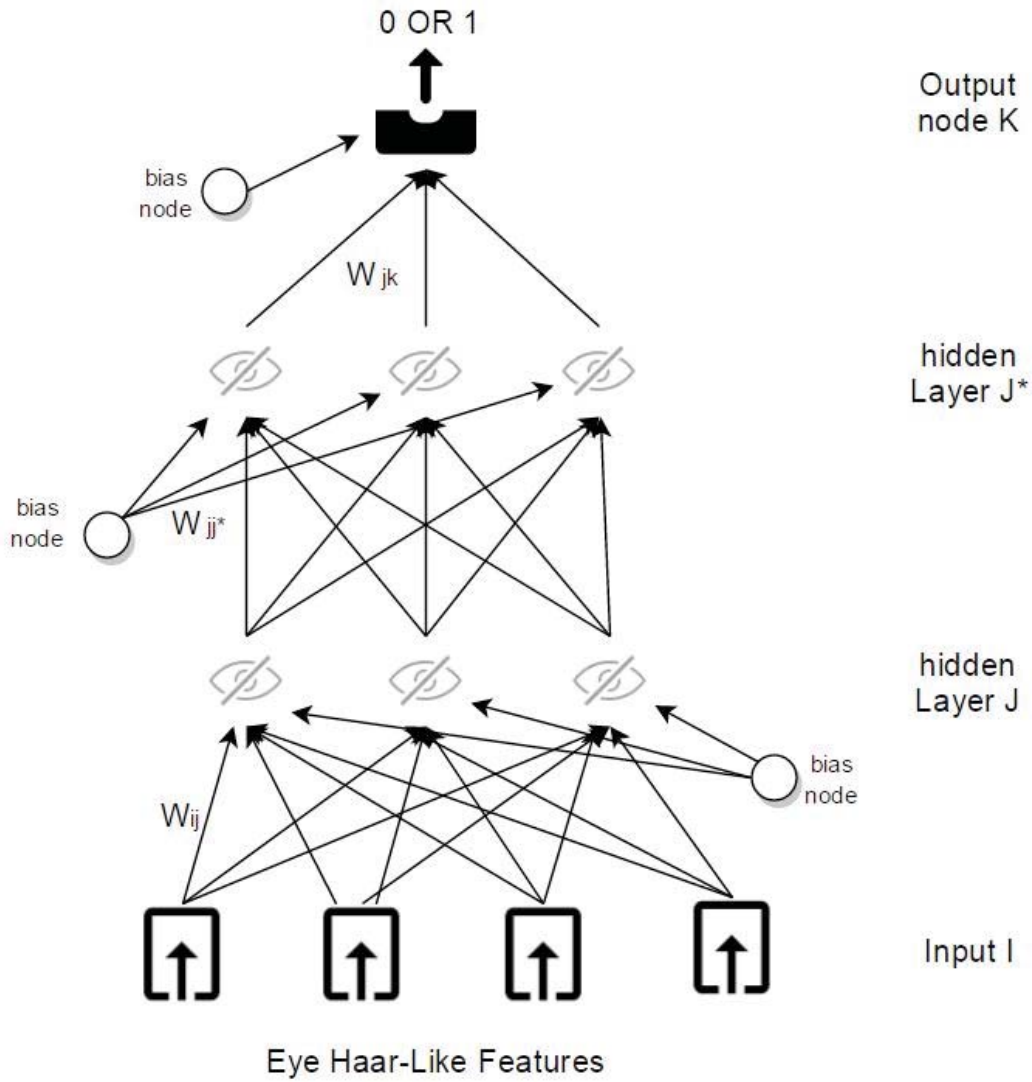 0 OR 1
Output
node K
bias
node
W jk
hidden
Layer J*
bias
node
W jj*
hidden
Layer J
bias
node
Wij
Input I
Eye Haar-Like Features